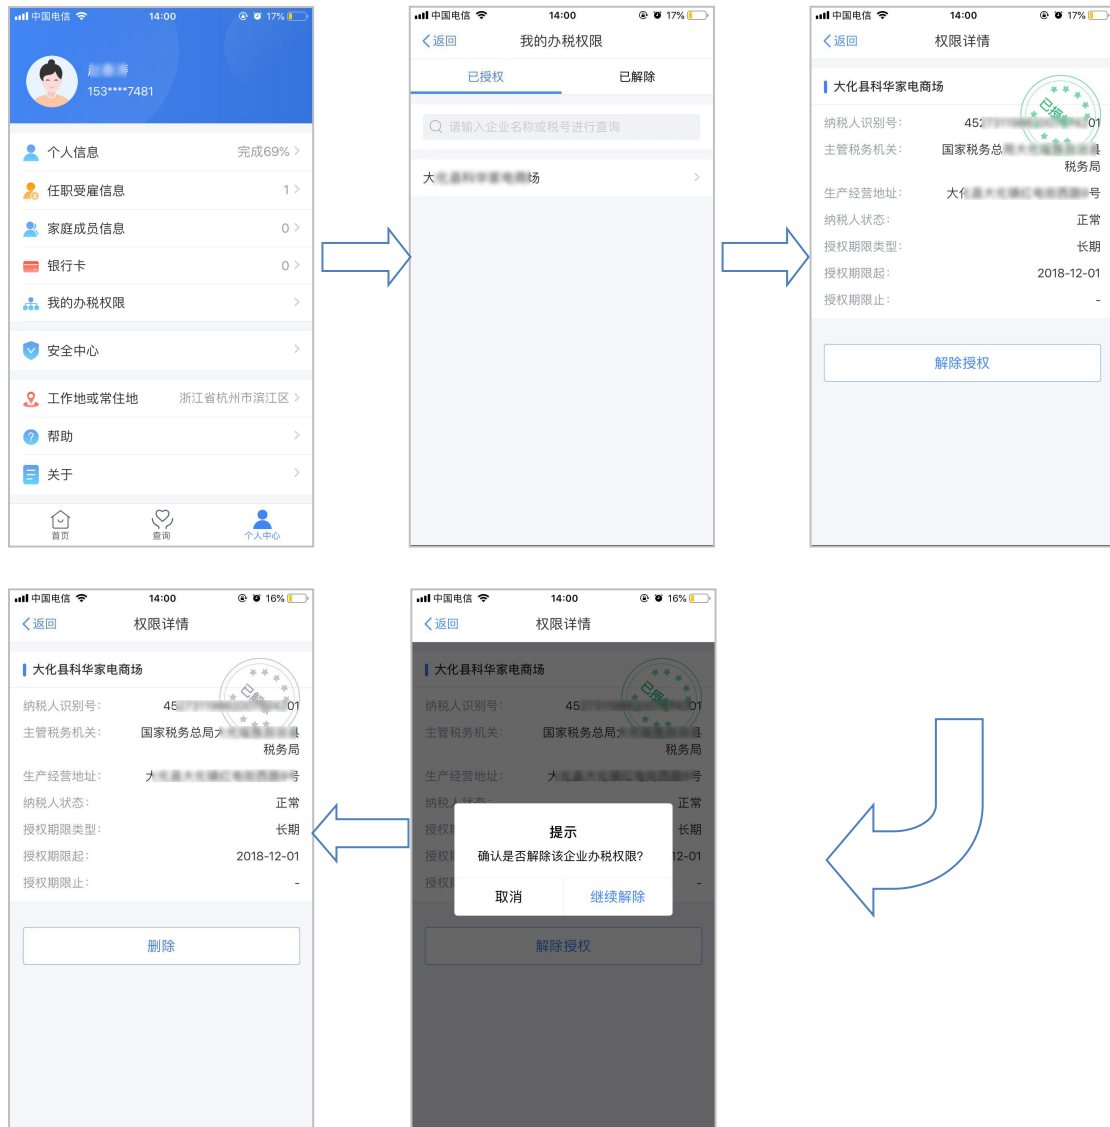 中国电信 14:00 17%
153****7481
个人信息 完成69%
任职受雇信息 1
家庭成员信息 0
银行卡 0
我的办税权限
安全中心
工作地或常住地 浙江省杭州市滨江区
帮助
关于
首页 查询 个人中心
中国电信 14:00 17%
返回 我的办税权限
已授权 已解除
请输入企业名称或税号进行查询
大 场
中国电信 14:00 17%
返回 权限详情
大化县科华家电商场
纳税人识别号: 45 01
主管税务机关: 国家税务总 县
税务局
生产经营地址: 大 号
纳税人状态: 正常
授权期限类型: 长期
授权期限起: 2018-12-01
授权期限止: -
解除授权
中国电信 14:00 16%
返回 权限详情
大化县科华家电商场
已授
纳税人识别号: 45 01
主管税务机关: 国家税务总局 县
税务局
生产经营地址: 号
正常
授权 长期
授权 12-01
授权 -
提示
确认是否解除该企业办税权限?
取消 继续解除
解除授权
中国电信 14:00 16%
返回 权限详情
大化县科华家电商场
已解
纳税人识别号: 45 01
主管税务机关: 国家税务总局 县
税务局
生产经营地址: 号
纳税人状态: 正常
授权期限类型: 长期
授权期限起: 2018-12-01
授权期限止: -
删除